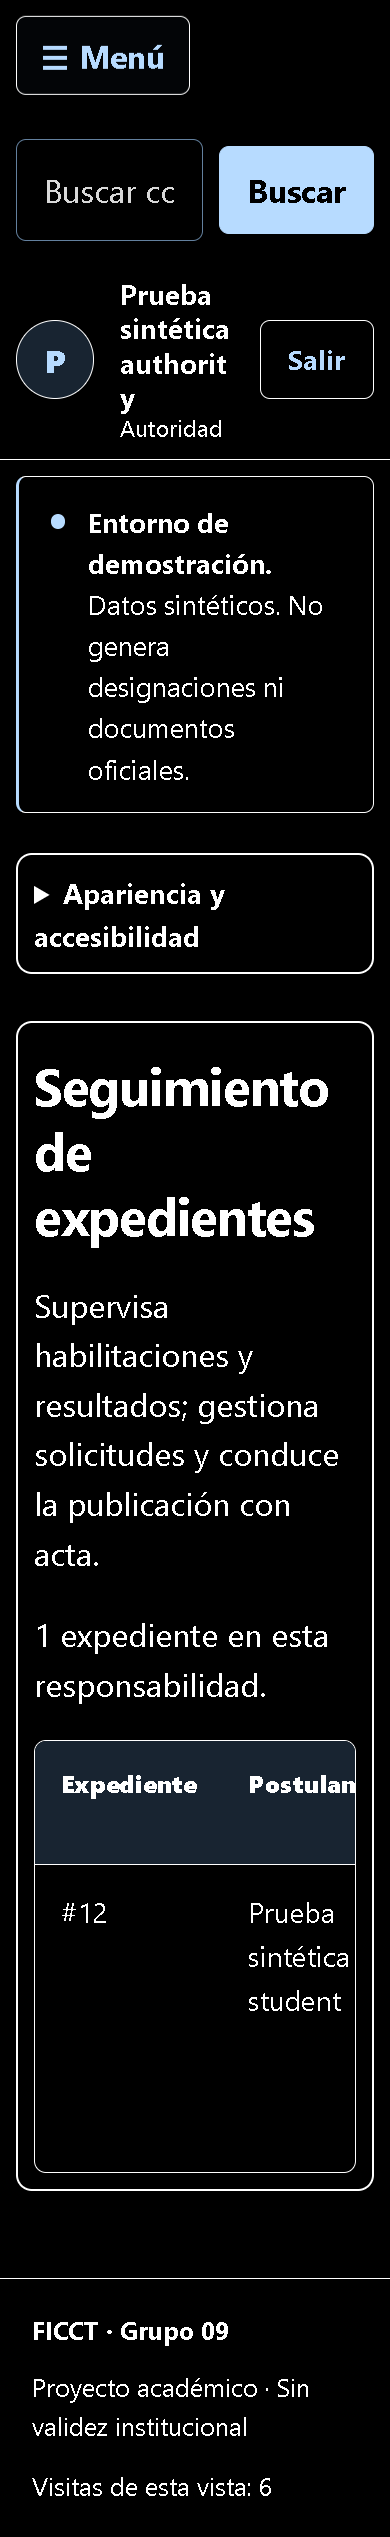 ☰ Menú
Buscar cc
Buscar
P
Prueba
sintética
authorit
y
Autoridad
Salir
Entorno de
demostración.
Datos sintéticos. No
genera
designaciones ni
documentos
oficiales.
▶ Apariencia y
accesibilidad
Seguimiento
de
expedientes
Supervisa
habilitaciones y
resultados; gestiona
solicitudes y conduce
la publicación con
acta.
1 expediente en esta
responsabilidad.
Expediente Postulan
#12 Prueba
sintética
student
FICCT · Grupo 09
Proyecto académico · Sin
validez institucional
Visitas de esta vista: 6